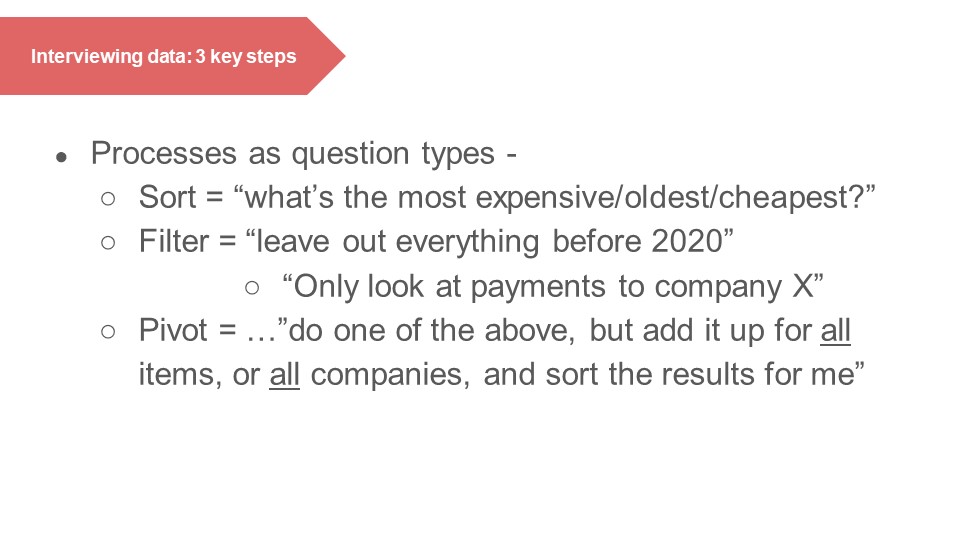 Interviewing data: 3 key steps
● Processes as question types -
○ Sort = “what’s the most expensive/oldest/cheapest?”
○ Filter = “leave out everything before 2020”
○ “Only look at payments to company X”
○ Pivot = …”do one of the above, but add it up for all
items, or all companies, and sort the results for me”